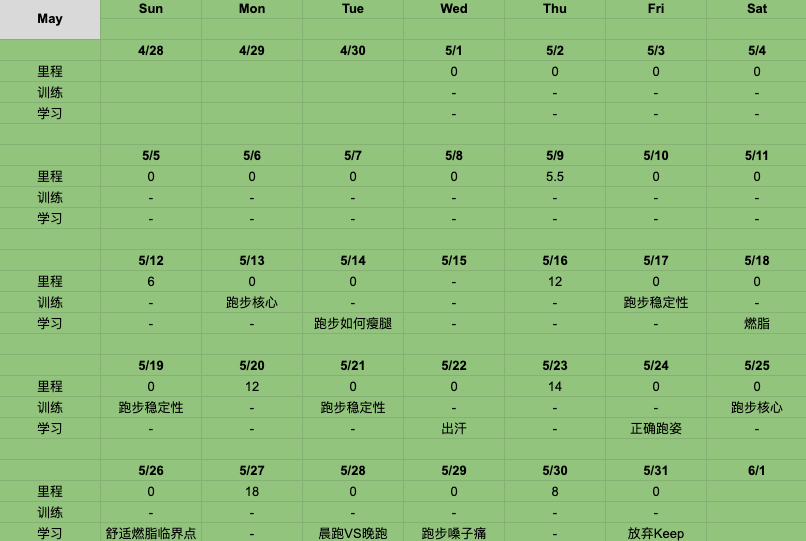 May Sun Mon Tue Wed Thu Fri Sat
4/28 4/29 4/30 5/1 5/2 5/3 5/4
里程 0 0 0 0
训练 - - - -
学习 - - - -
5/5 5/6 5/7 5/8 5/9 5/10 5/11
里程 0 0 0 0 5.5 0 0
训练 - - - - - - -
学习 - - - - - - -
5/12 5/13 5/14 5/15 5/16 5/17 5/18
里程 6 0 0 - 12 0 0
训练 - 跑步核心 - - - 跑步稳定性 -
学习 - - 跑步如何瘦腿 - - - 燃脂
5/19 5/20 5/21 5/22 5/23 5/24 5/25
里程 0 12 0 0 14 0 0
训练 跑步稳定性 - 跑步稳定性 - - - 跑步核心
学习 - - - 出汗 - 正确跑姿 -
5/26 5/27 5/28 5/29 5/30 5/31 6/1
里程 0 18 0 0 8 0
训练 - - - - - -
学习 舒适燃脂临界点 - 晨跑VS晚跑 跑步嗓子痛 - 放弃Keep